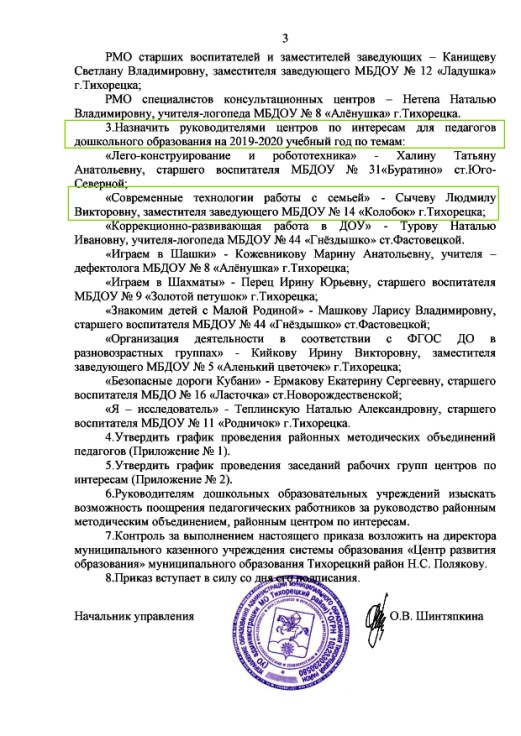 3
РМО старших воспитателей и заместителей заведующих – Канищеву
Светлану Владимировну, заместителя заведующего МБДОУ № 12 «Ладушка»
г.Тихорецка;
РМО специалистов консультационных центров – Нетепа Наталью
Владимировну, учителя-логопеда МБДОУ № 8 «Алёнушка» г.Тихорецка.
3.Назначить руководителями центров по интересам для педагогов
дошкольного образования на 2019-2020 учебный год по темам:
«Лего-конструирование и робототехника» - Халину Татьяну
Анатольевну, старшего воспитателя МБДОУ № 31«Буратино» ст.Юго-
Северной;
«Современные технологии работы с семьей» - Сычеву Людмилу
Викторовну, заместителя заведующего МБДОУ № 14 «Колобок» г.Тихорецка;
«Коррекционно-развивающая работа в ДОУ» - Турову Наталью
Ивановну, учителя-логопеда МБДОУ № 44 «Гнёздышко» ст.Фастовецкой.
«Играем в Шашки» - Кожевникову Марину Анатольевну, учителя –
дефектолога МБДОУ № 8 «Алёнушка» г.Тихорецка;
«Играем в Шахматы» - Перец Ирину Юрьевну, старшего воспитателя
МБДОУ № 9 «Золотой петушок» г.Тихорецка;
«Знакомим детей с Малой Родиной» - Машкову Ларису Владимировну,
старшего воспитателя МБДОУ № 44 «Гнёздышко» ст.Фастовецкой;
«Организация деятельности в соответствии с ФГОС ДО в
разновозрастных группах» - Кийкову Ирину Викторовну, заместителя
заведующего МБДОУ № 5 «Аленький цветочек» г.Тихорецка;
«Безопасные дороги Кубани» - Ермакову Екатерину Сергеевну, старшего
воспитателя МБДО № 16 «Ласточка» ст.Новорождественской;
«Я – исследователь» - Теплинскую Наталью Александровну, старшего
воспитателя МБДОУ № 11 «Родничок» г.Тихорецка.
4.Утвердить график проведения районных методических объединений
педагогов (Приложение № 1).
5.Утвердить график проведения заседаний рабочих групп центров по
интересам (Приложение № 2).
6.Руководителям дошкольных образовательных учреждений изыскать
возможность поощрения педагогических работников за руководство районным
методическим объединением, районным центром по интересам.
7.Контроль за выполнением настоящего приказа возложить на директора
муниципального казенного учреждения системы образования «Центр развития
образования» муниципального образования Тихорецкий район Н.С. Полякову.
8.Приказ вступает в силу со дня его подписания.
Начальник управления
О.В. Шинтяпкина